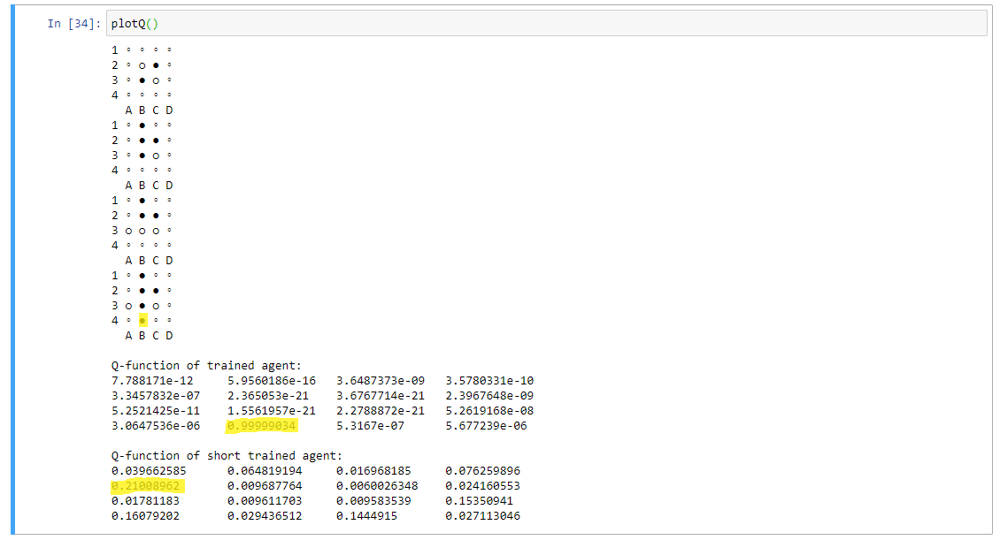 In [34]: plotQ()
1 ∘ ∘ ∘ ∘
2 ∘ ○ ● ∘
3 ∘ ● ○ ∘
4 ∘ ∘ ∘ ∘
A B C D
1 ∘ ● ∘ ∘
2 ∘ ● ● ∘
3 ∘ ● ○ ∘
4 ∘ ∘ ∘ ∘
A B C D
1 ∘ ● ∘ ∘
2 ∘ ● ● ∘
3 ○ ○ ○ ∘
4 ∘ ∘ ∘ ∘
A B C D
1 ∘ ● ∘ ∘
2 ∘ ● ● ∘
3 ○ ● ○ ∘
4 ∘ ● ∘ ∘
A B C D
Q-function of trained agent:
7.788171e-12 5.9560186e-16 3.6487373e-09 3.5780331e-10
3.3457832e-07 2.365053e-21 3.6767714e-21 2.3967648e-09
5.2521425e-11 1.5561957e-21 2.2788872e-21 5.2619168e-08
3.0647536e-06 0.99999034 5.3167e-07 5.677239e-06
Q-function of short trained agent:
0.039662585 0.064819194 0.016968185 0.076259896
0.21008962 0.009687764 0.0060026348 0.024160553
0.01781183 0.009611703 0.009583539 0.15350941
0.16079202 0.029436512 0.1444915 0.027113046